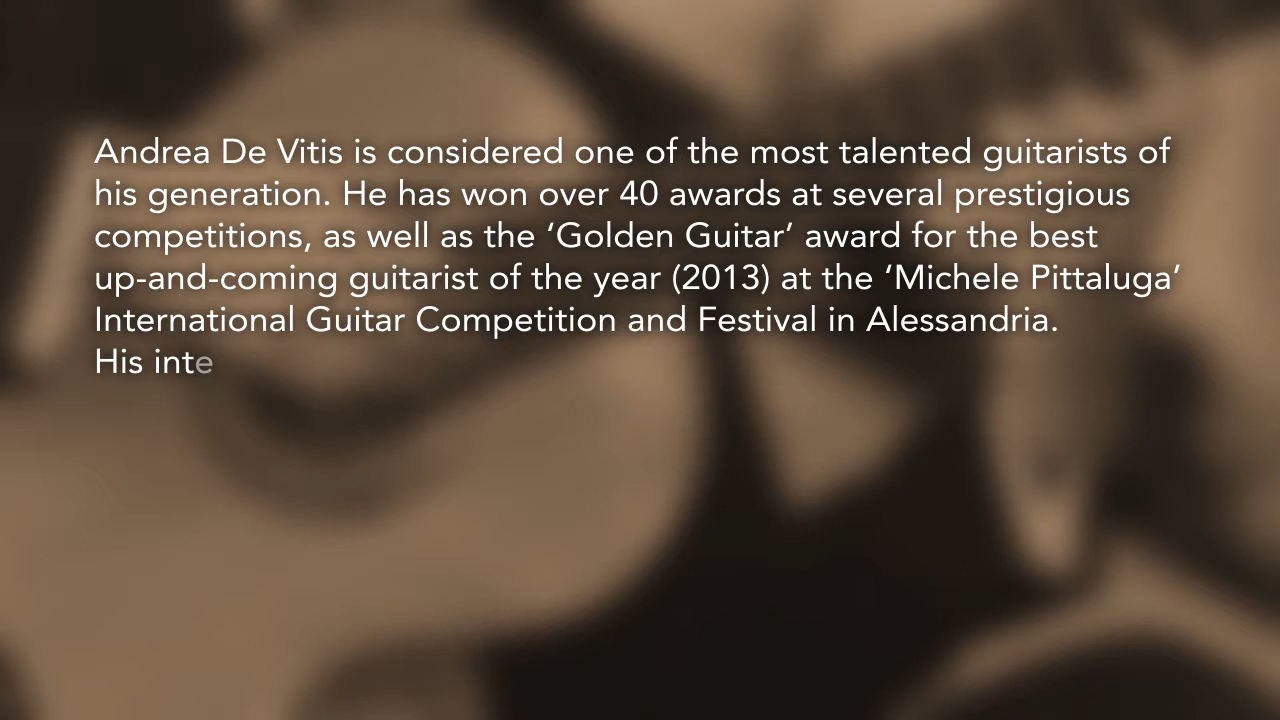 Andrea De Vitis is considered one of the most talented guitarists of
his generation. He has won over 40 awards at several prestigious
competitions, as well as the ‘Golden Guitar’ award for the best
up-and-coming guitarist of the year (2013) at the ‘Michele Pittaluga’
International Guitar Competition and Festival in Alessandria.
His inte